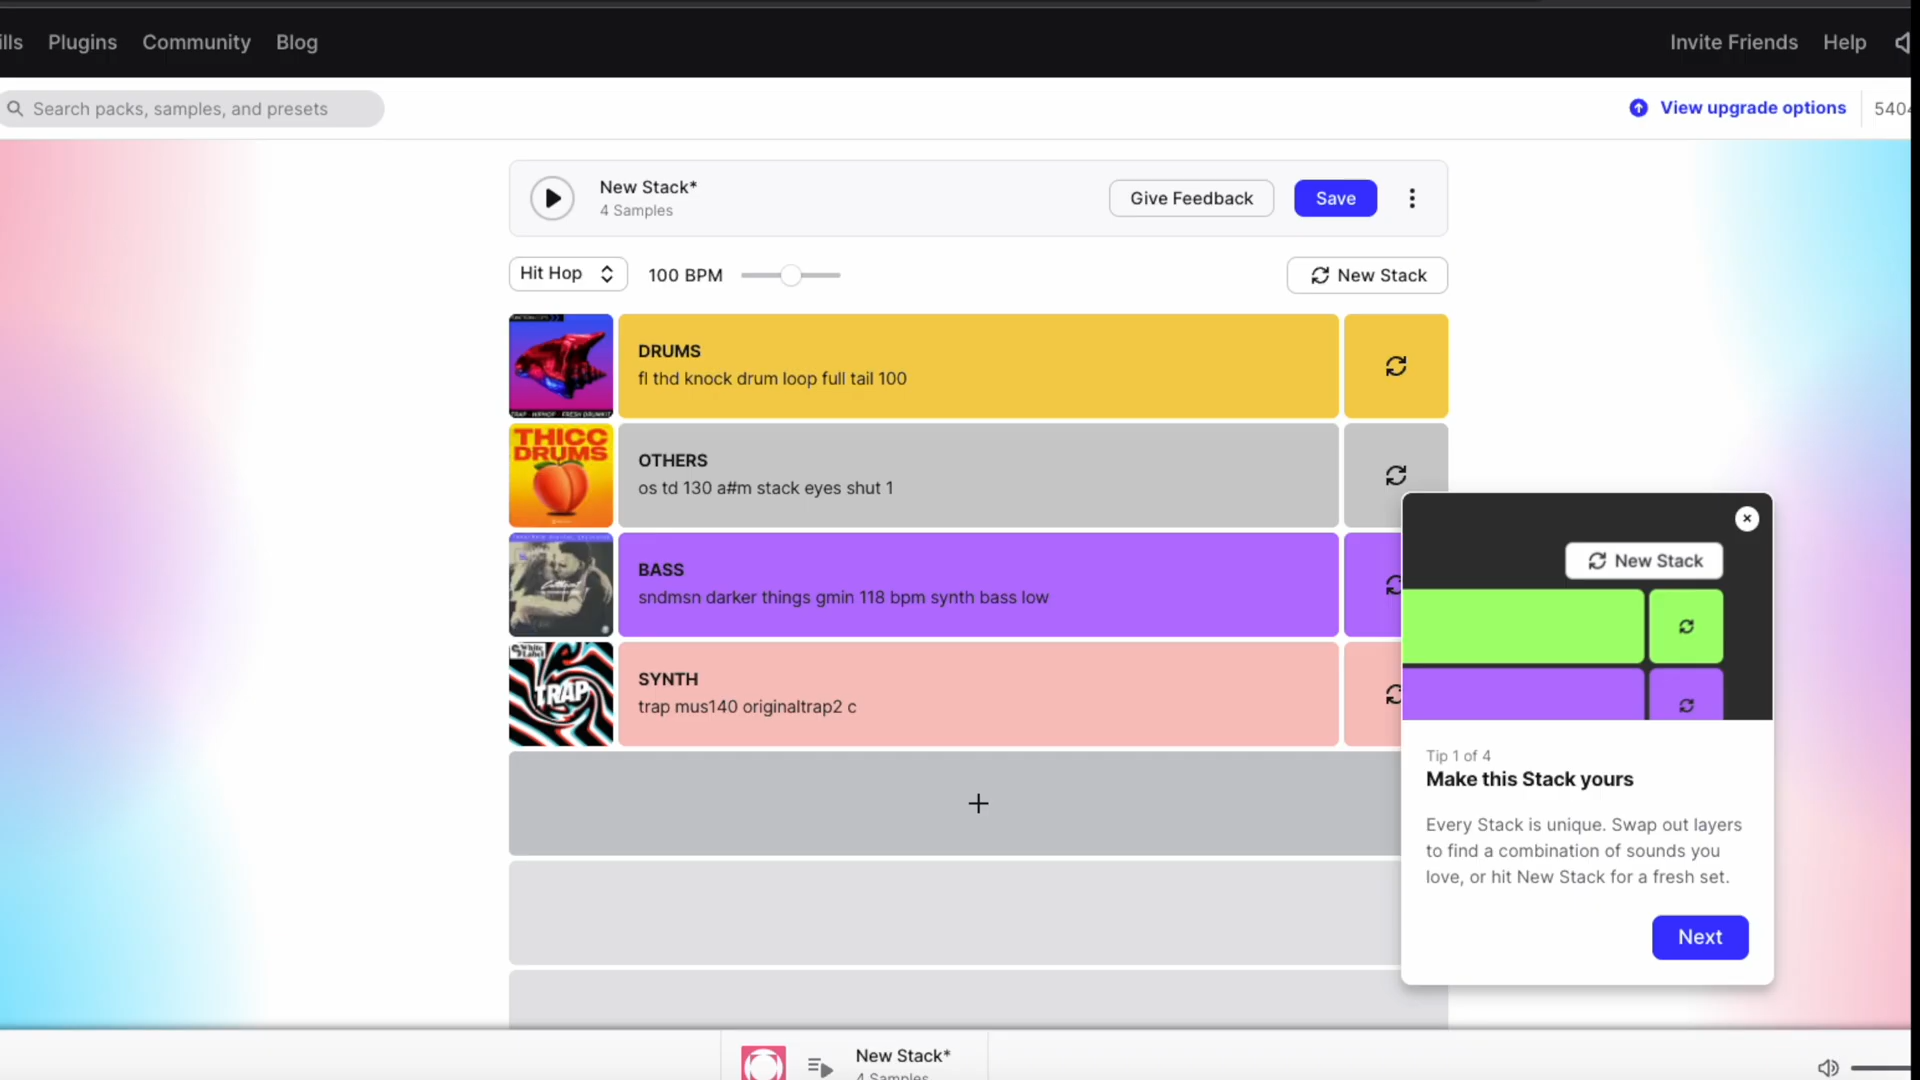 ills Plugins Community Blog Invite Friends Help
Search packs, samples, and presets View upgrade options 540
New Stack*
4 Samples
Give Feedback Save
Hit Hop 100 BPM New Stack
DRUMS
fl thd knock drum loop full tail 100
THICC
DRUMS
OTHERS
os td 130 a#m stack eyes shut 1
BASS
sndmsn darker things gmin 118 bpm synth bass low
White
Label
TRAP
SYNTH
trap mus140 originaltrap2 c
New Stack
Tip 1 of 4
Make this Stack yours
Every Stack is unique. Swap out layers
to find a combination of sounds you
love, or hit New Stack for a fresh set.
Next
New Stack*
4 Samples